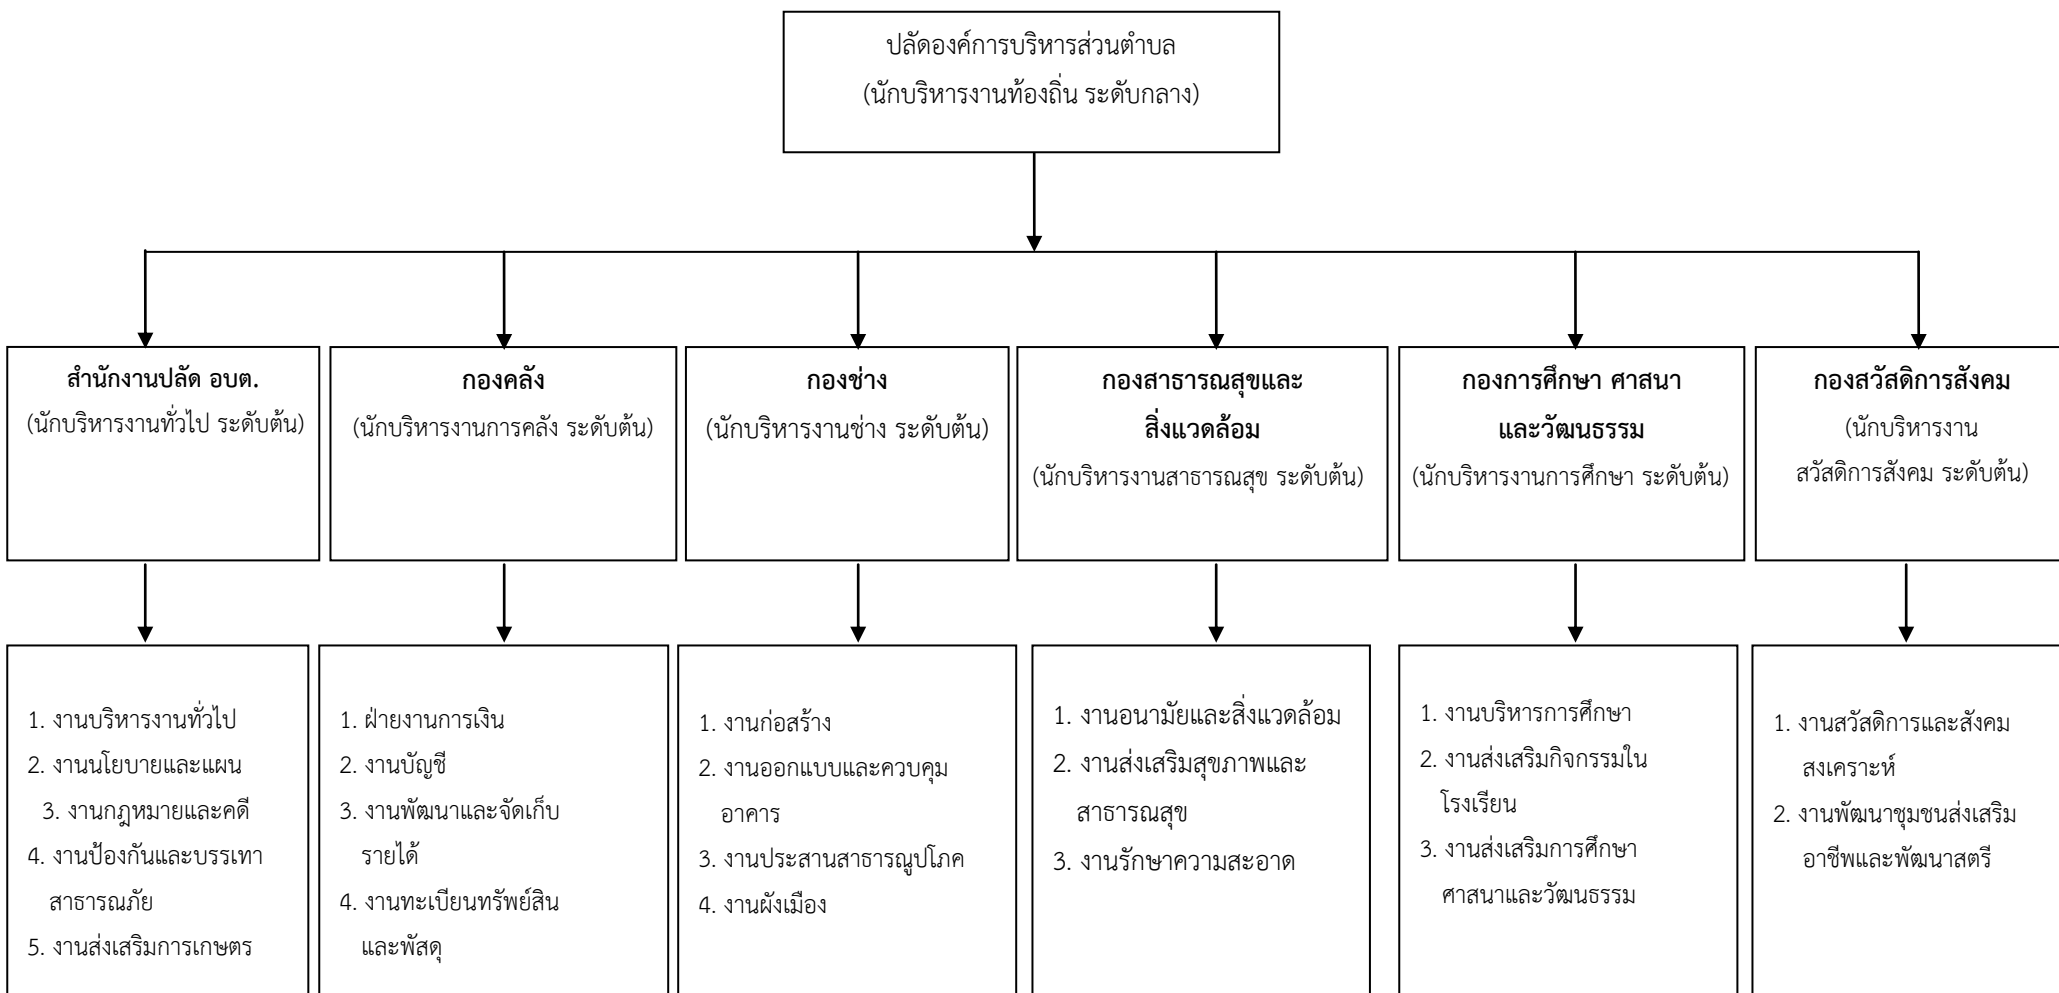 ปลัดองค์การบริหารส่วนตำบล
(นักบริหารงานท้องถิ่น ระดับกลาง)
สำนักงานปลัด อบต.
(นักบริหารงานทั่วไป ระดับต้น)
กองคลัง
(นักบริหารงานการคลัง ระดับต้น)
กองช่าง
(นักบริหารงานช่าง ระดับต้น)
กองสาธารณสุขและ
สิ่งแวดล้อม
(นักบริหารงานสาธารณสุข ระดับต้น)
กองการศึกษา ศาสนา
และวัฒนธรรม
(นักบริหารงานการศึกษา ระดับต้น)
กองสวัสดิการสังคม
(นักบริหารงาน
สวัสดิการสังคม ระดับต้น)
1. งานบริหารงานทั่วไป
2. งานนโยบายและแผน
3. งานกฎหมายและคดี
4. งานป้องกันและบรรเทา
สาธารณภัย
5. งานส่งเสริมการเกษตร
1. ฝ่ายงานการเงิน
2. งานบัญชี
3. งานพัฒนาและจัดเก็บ
รายได้
4. งานทะเบียนทรัพย์สิน
และพัสดุ
1. งานก่อสร้าง
2. งานออกแบบและควบคุม
อาคาร
3. งานประสานสาธารณูปโภค
4. งานผังเมือง
1. งานอนามัยและสิ่งแวดล้อม
2. งานส่งเสริมสุขภาพและ
สาธารณสุข
3. งานรักษาความสะอาด
1. งานบริหารการศึกษา
2. งานส่งเสริมกิจกรรมใน
โรงเรียน
3. งานส่งเสริมการศึกษา
ศาสนาและวัฒนธรรม
1. งานสวัสดิการและสังคม
สงเคราะห์
2. งานพัฒนาชุมชนส่งเสริม
อาชีพและพัฒนาสตรี